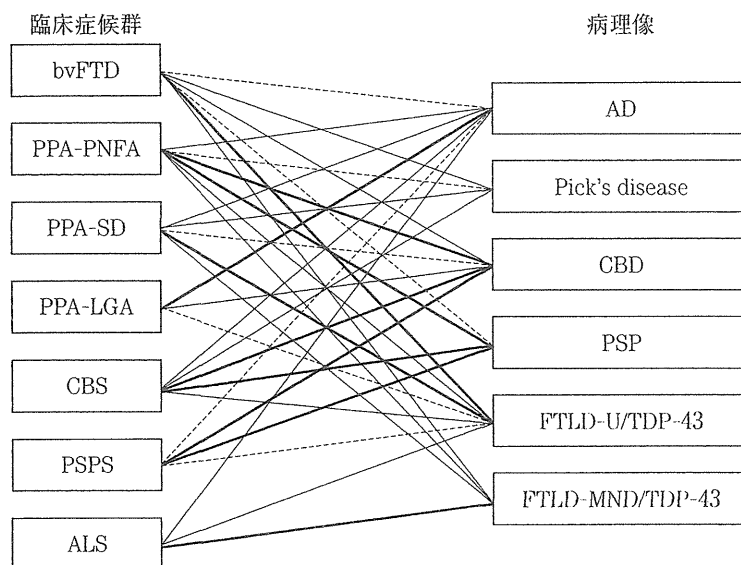 臨床症候群
病理像
bvFTD
PPA-PNFA
PPA-SD
PPA-LGA
CBS
PSPS
ALS
AD
Pick's disease
CBD
PSP
FTLD-U/TDP-43
FTLD-MND/TDP-43